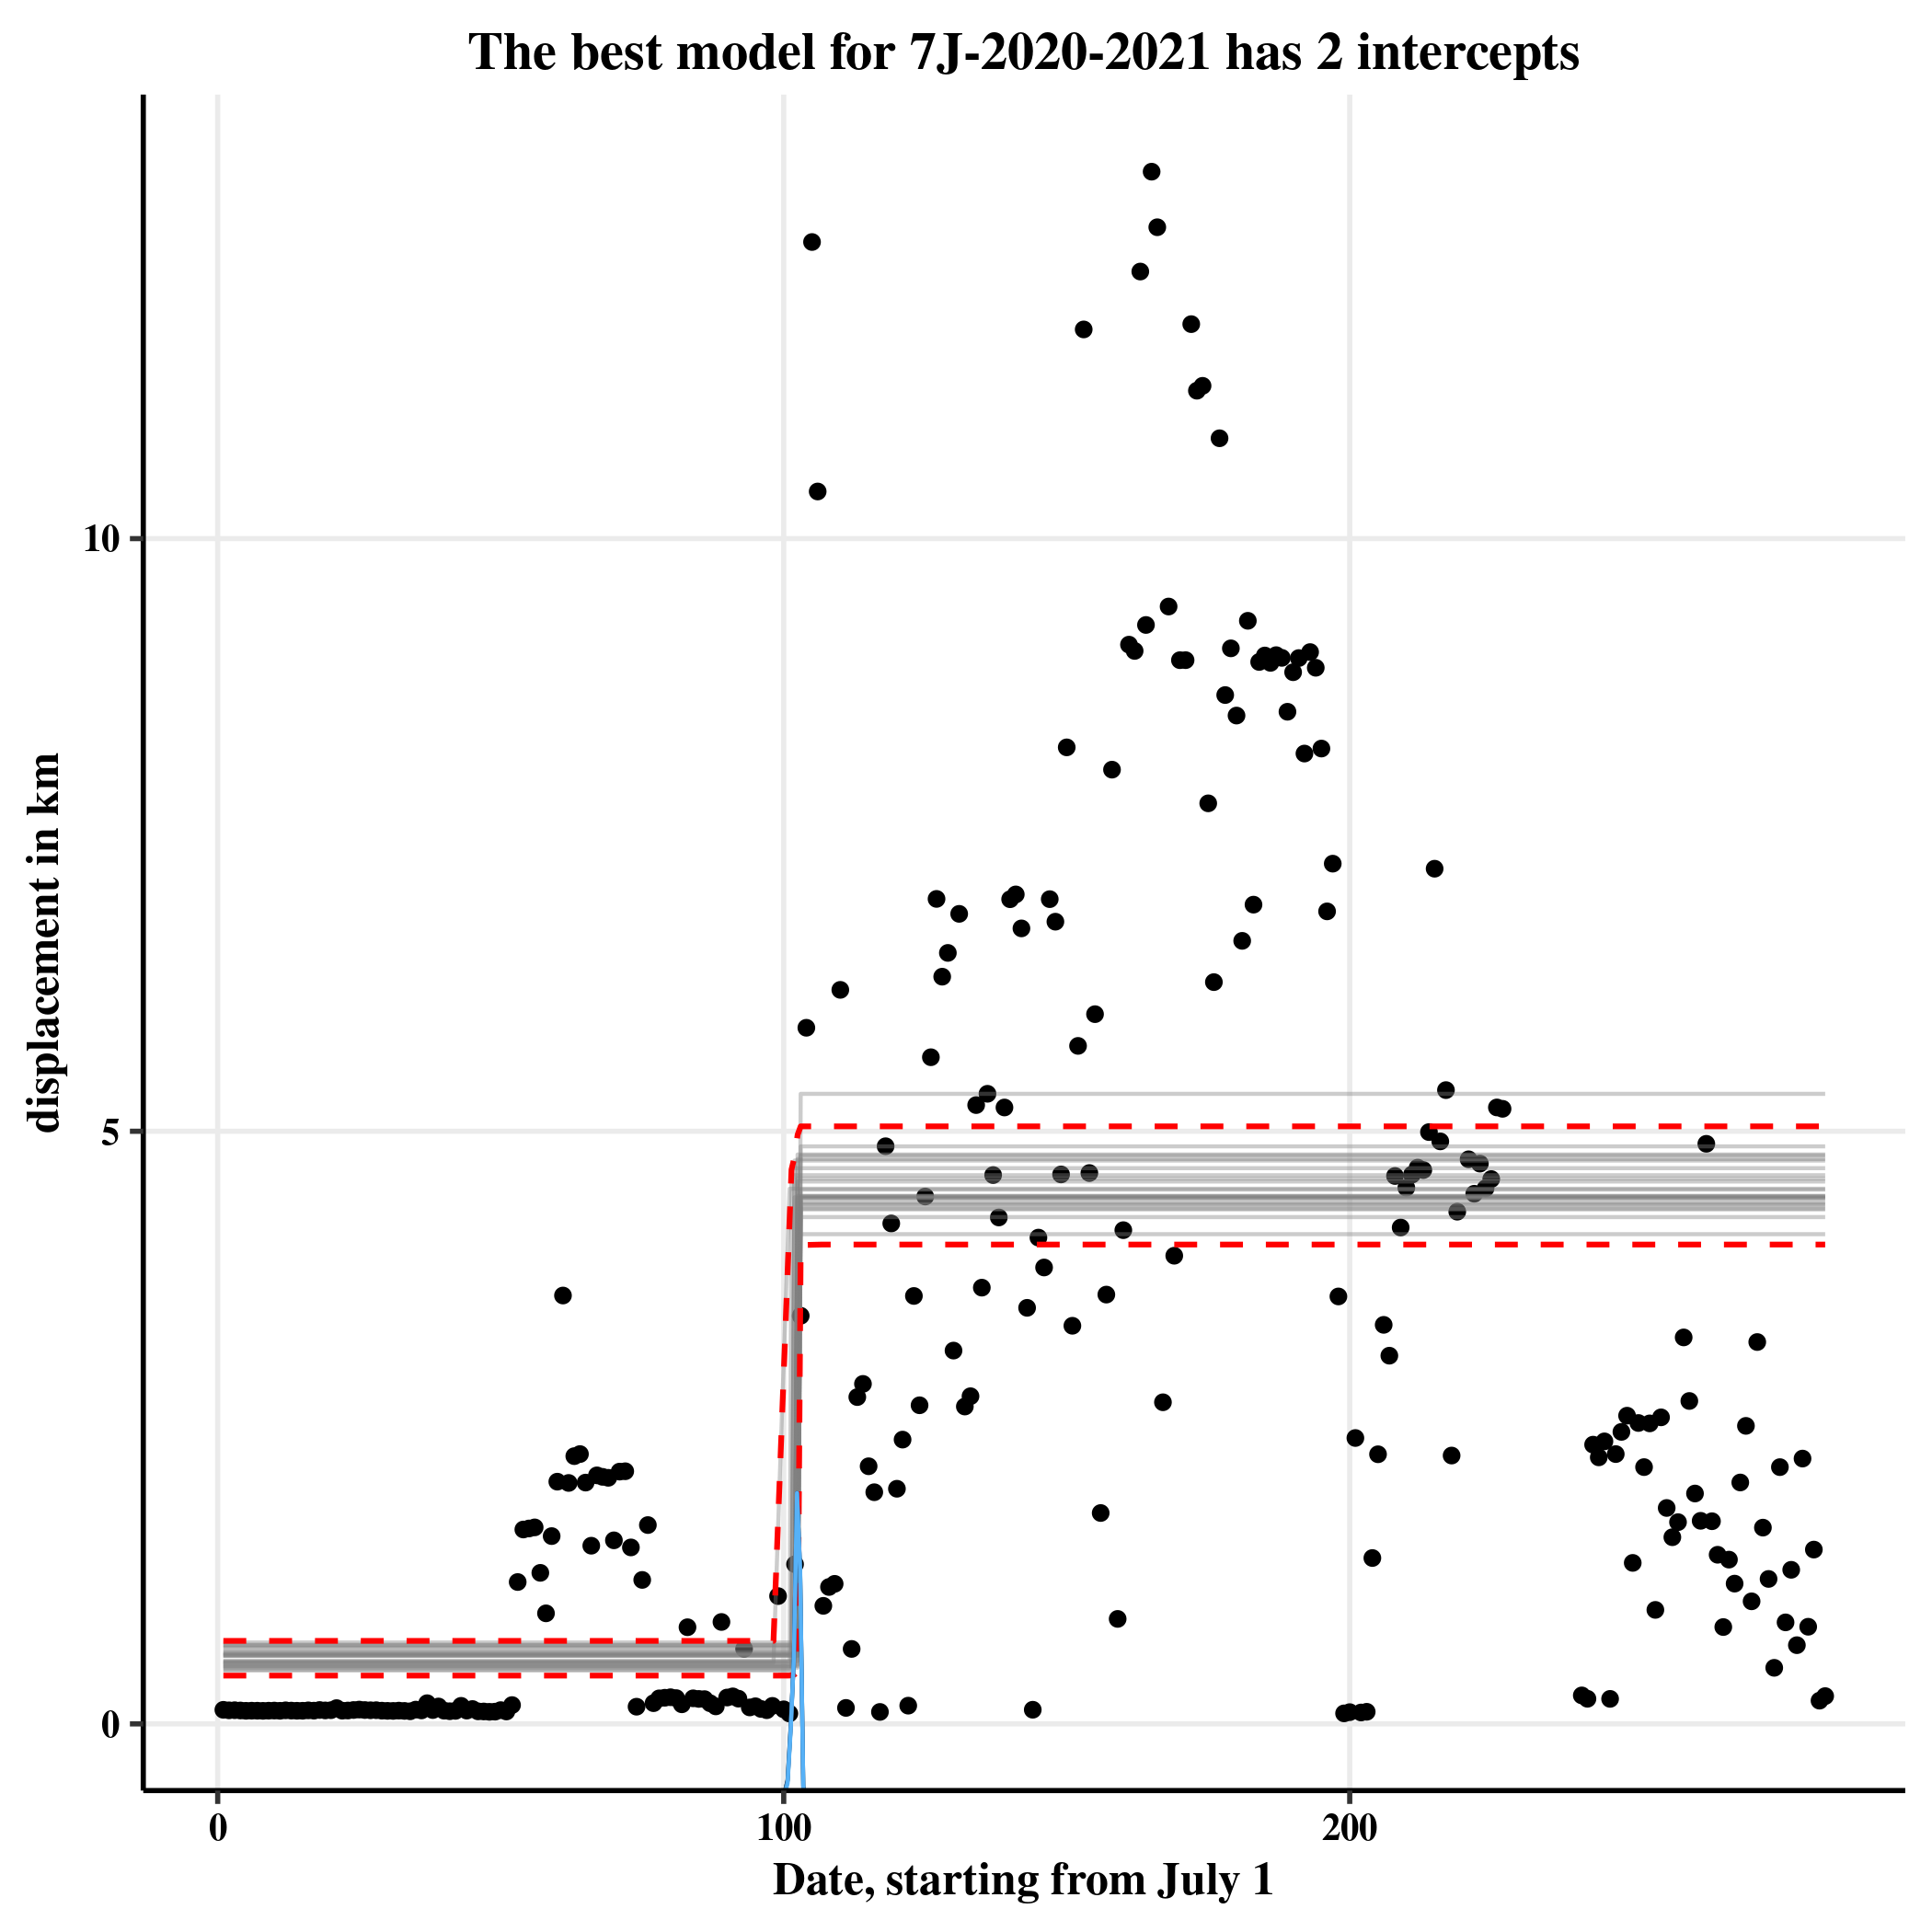 The best model for 7J-2020-2021 has 2 intercepts
displacement in km
10
5
0
0 100 200
Date, starting from July 1